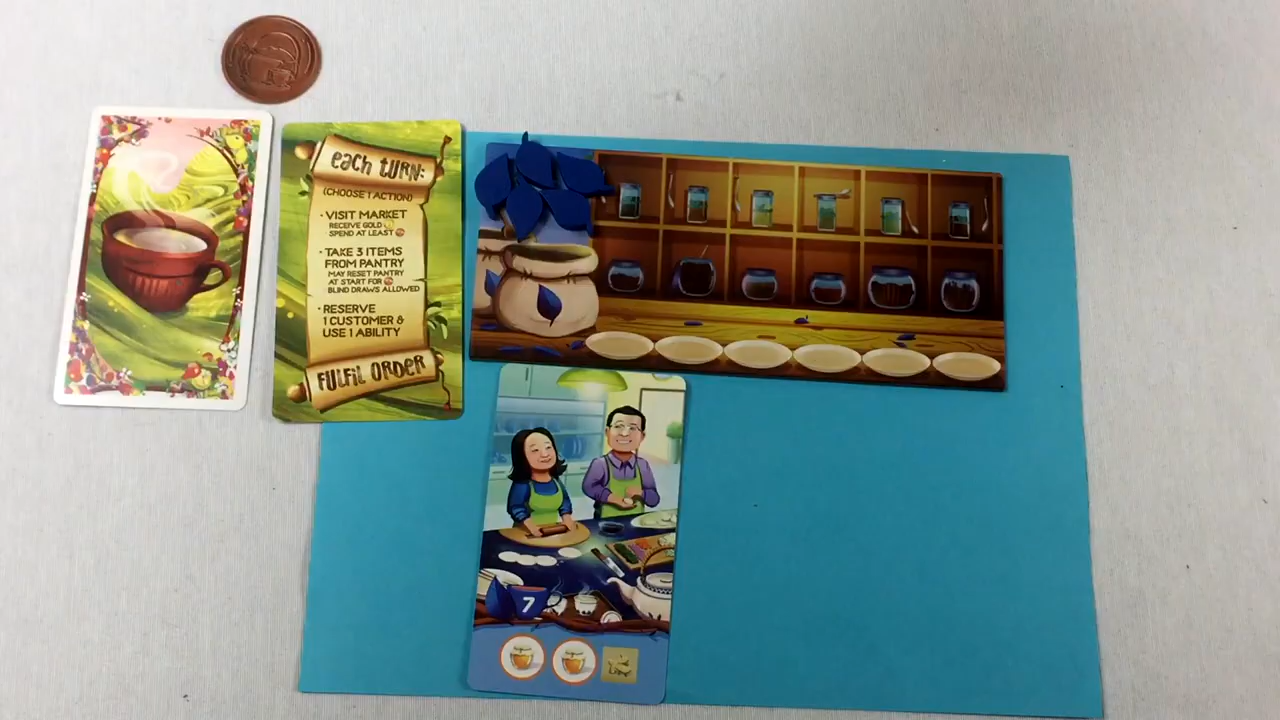 each turn:
(CHOOSE 1 ACTION)
· VISIT MARKET
RECEIVE GOLD
SPEND AT LEAST
· TAKE 3 ITEMS
FROM PANTRY
MAY RESET PANTRY
AT START FOR
BLIND DRAWS ALLOWED
· RESERVE
1 CUSTOMER &
USE 1 ABILITY
FULFIL ORDER
7